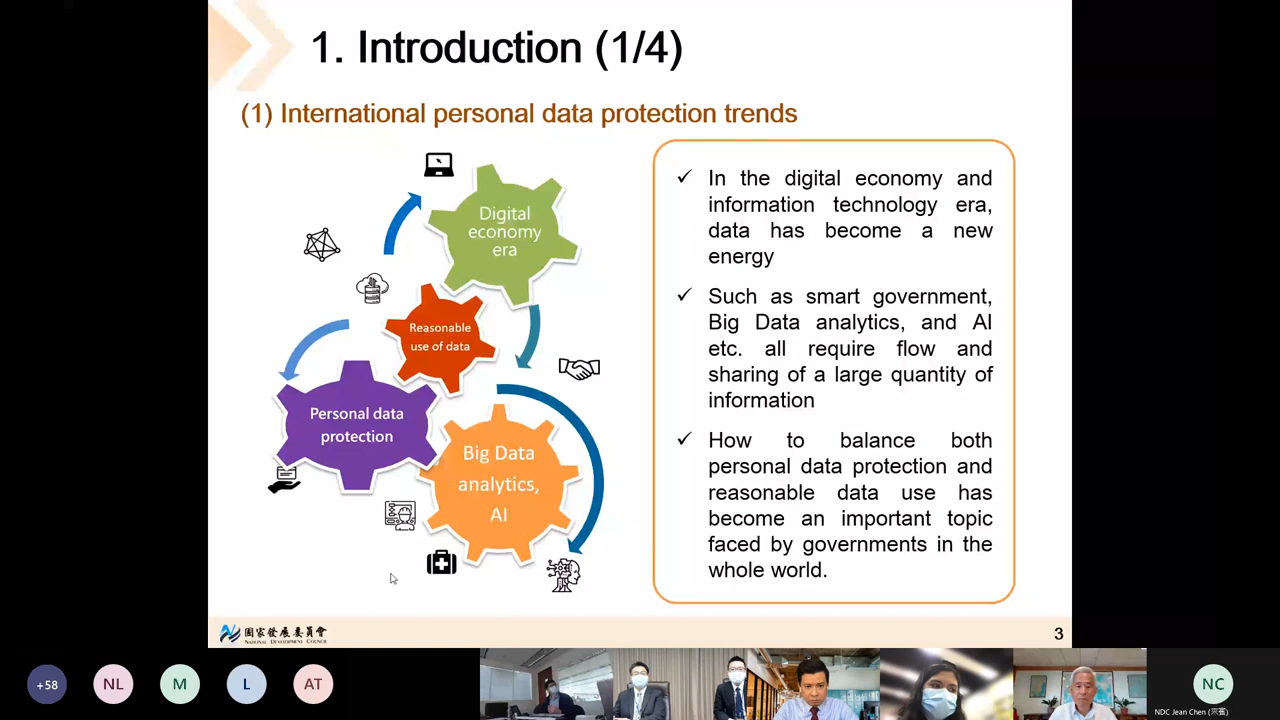 1. Introduction (1/4)
(1) International personal data protection trends
Digital
economy
era
Reasonable
use of data
Personal data
protection
Big Data
analytics,
AI
✓ In the digital economy and
information technology era,
data has become a new
energy
✓ Such as smart government,
Big Data analytics, and AI
etc. all require flow and
sharing of a large quantity of
information
✓ How to balance both
personal data protection and
reasonable data use has
become an important topic
faced by governments in the
whole world.
國家發展委員會
NATIONAL DEVELOPMENT COUNCIL
3
+58
NL
M
L
AT
NC
NDC Jean Chen (來賓)